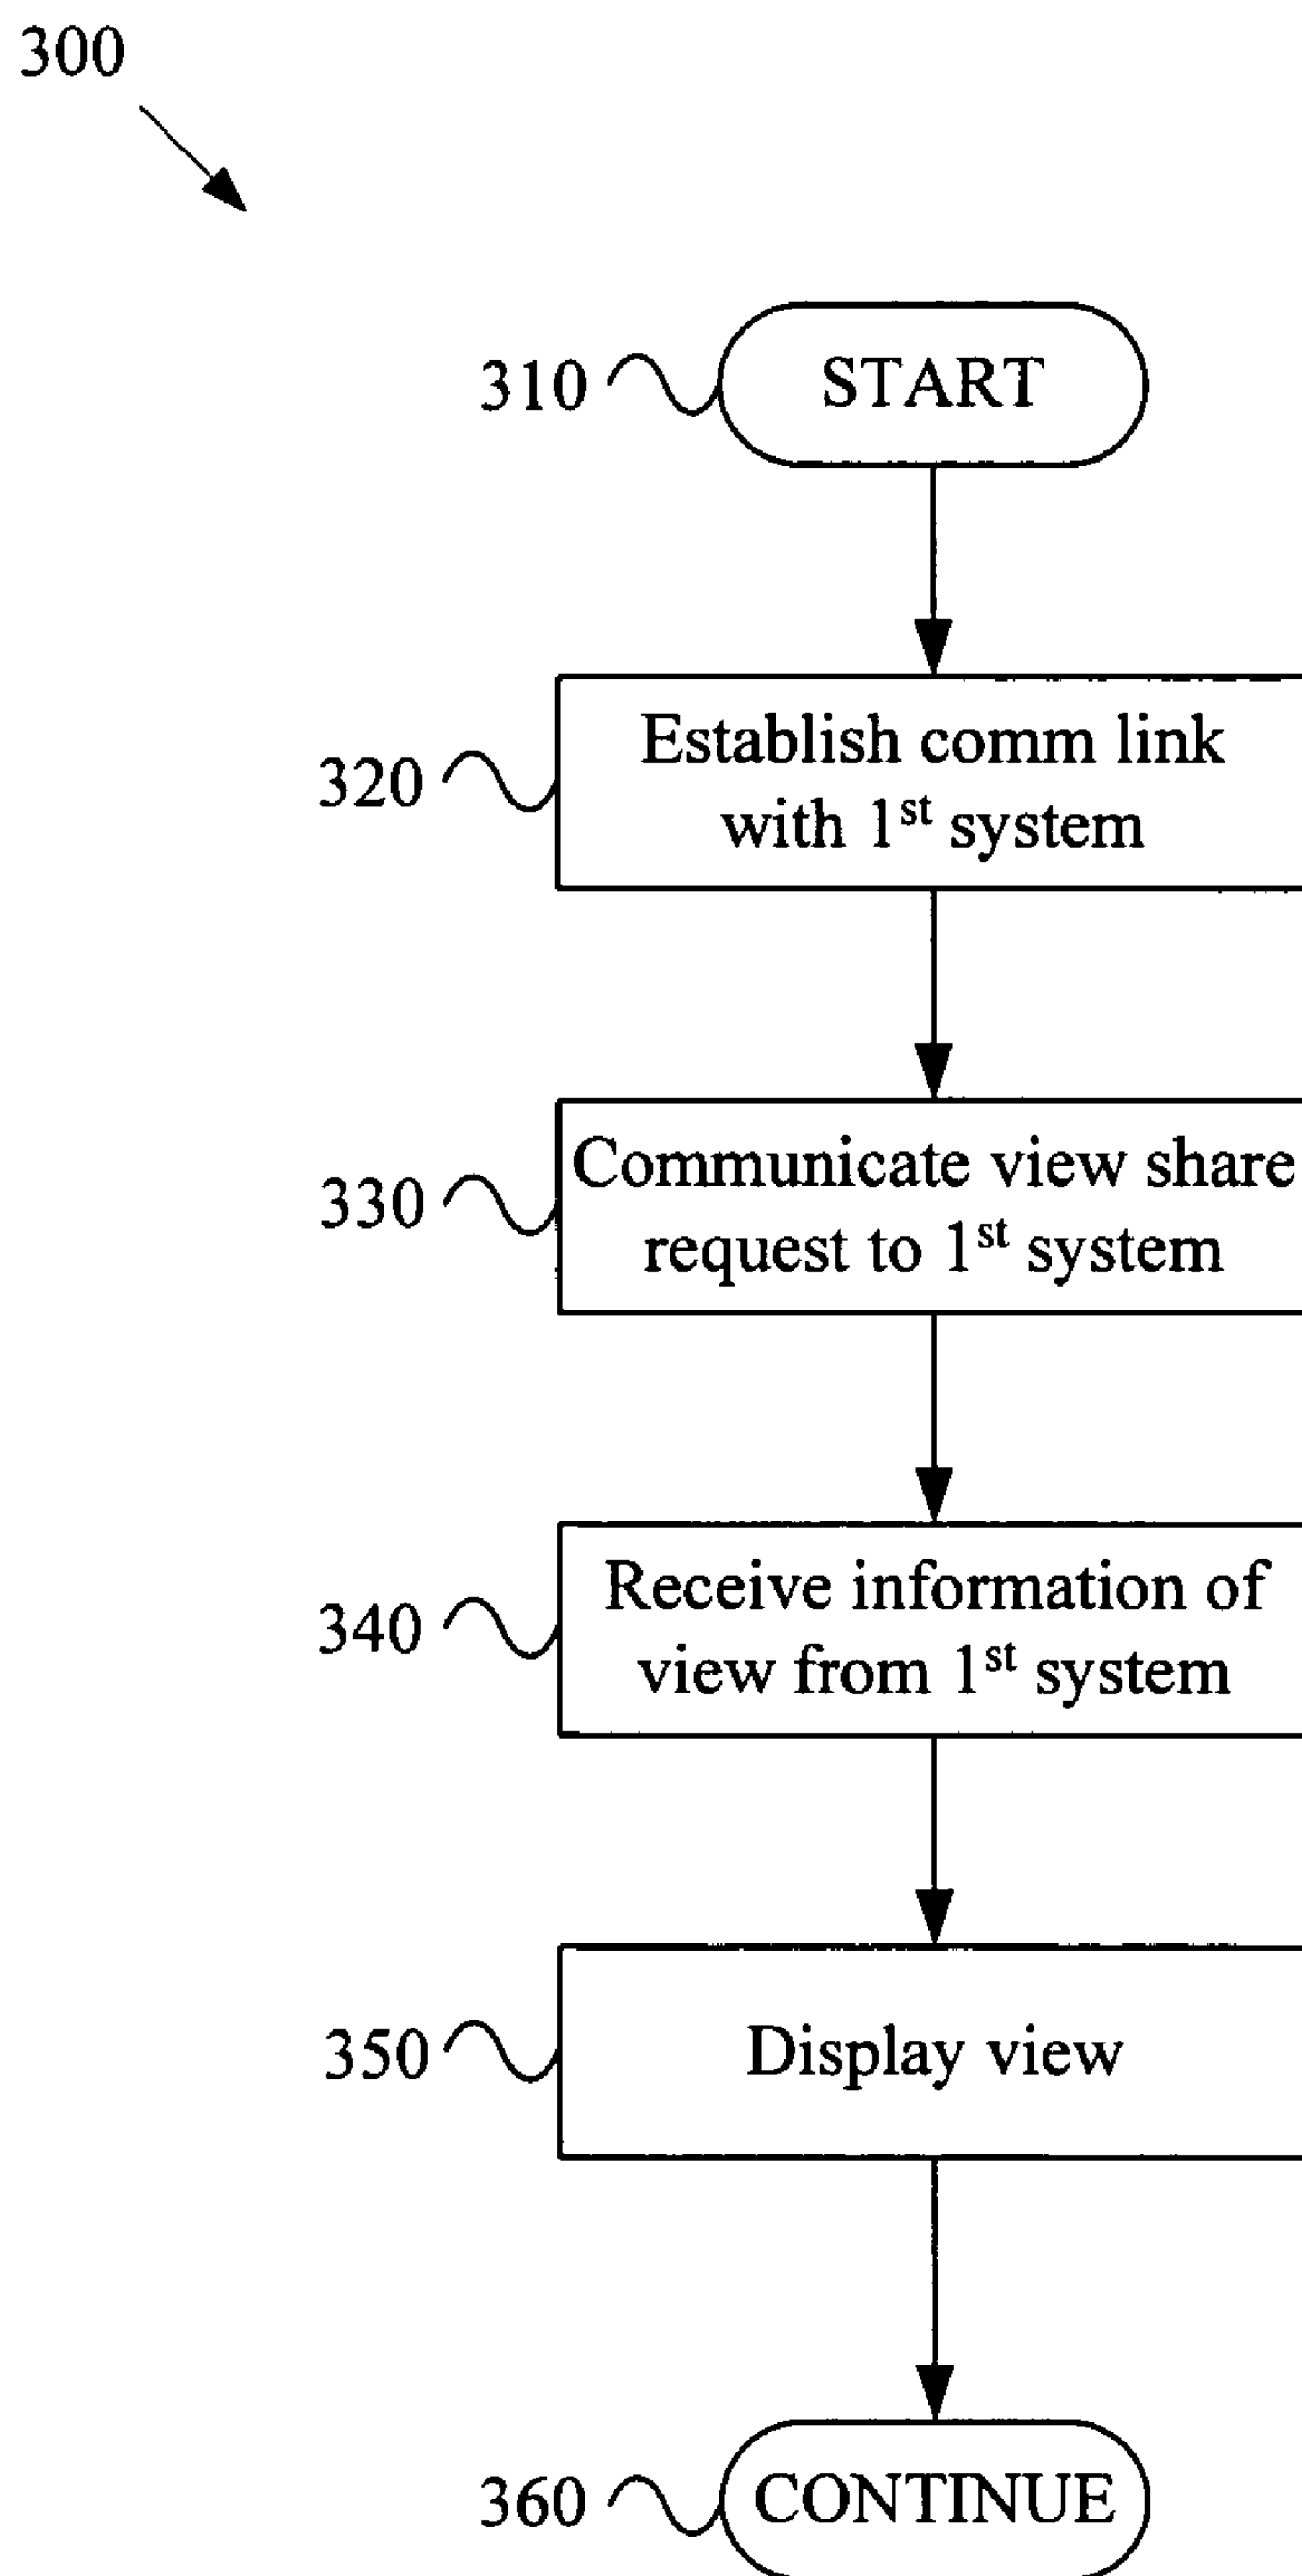 300
310
START
320
Establish comm link
with 1st system
330
Communicate view share
request to 1st system
340
Receive information of
view from 1st system
350
Display view
360
CONTINUE